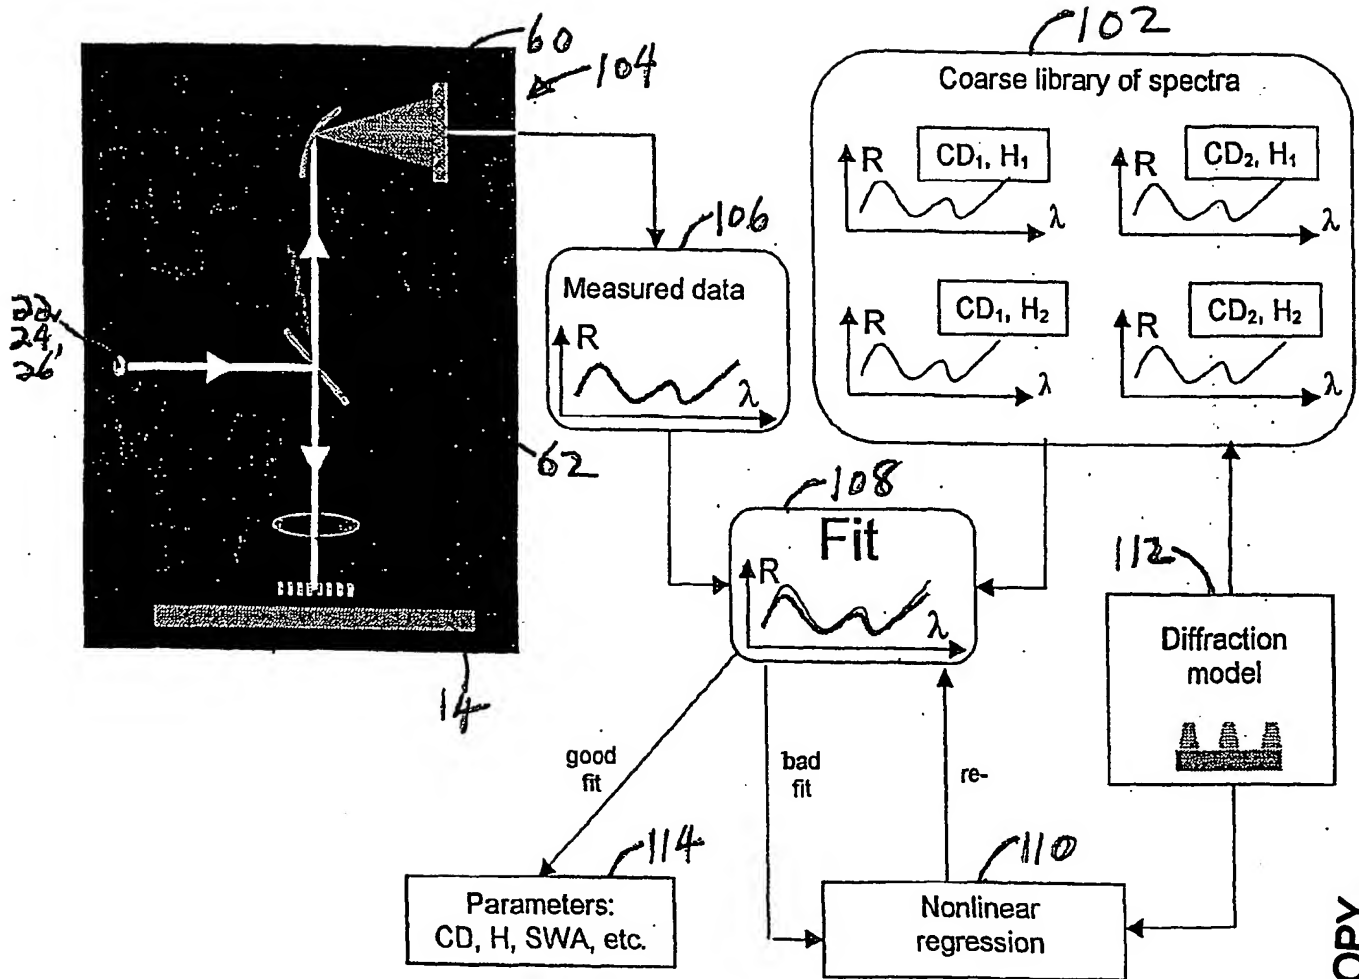 60
104
102
Coarse library of spectra
R
CD₁, H₁
λ
R
CD₂, H₁
λ
R
CD₁, H₂
λ
R
CD₂, H₂
λ
106
Measured data
R
λ
22,
24
26'
62
14
108
Fit
R
λ
112
Diffraction
model
good
fit
bad
fit
re-
114
Parameters:
CD, H, SWA, etc.
110
Nonlinear
regression